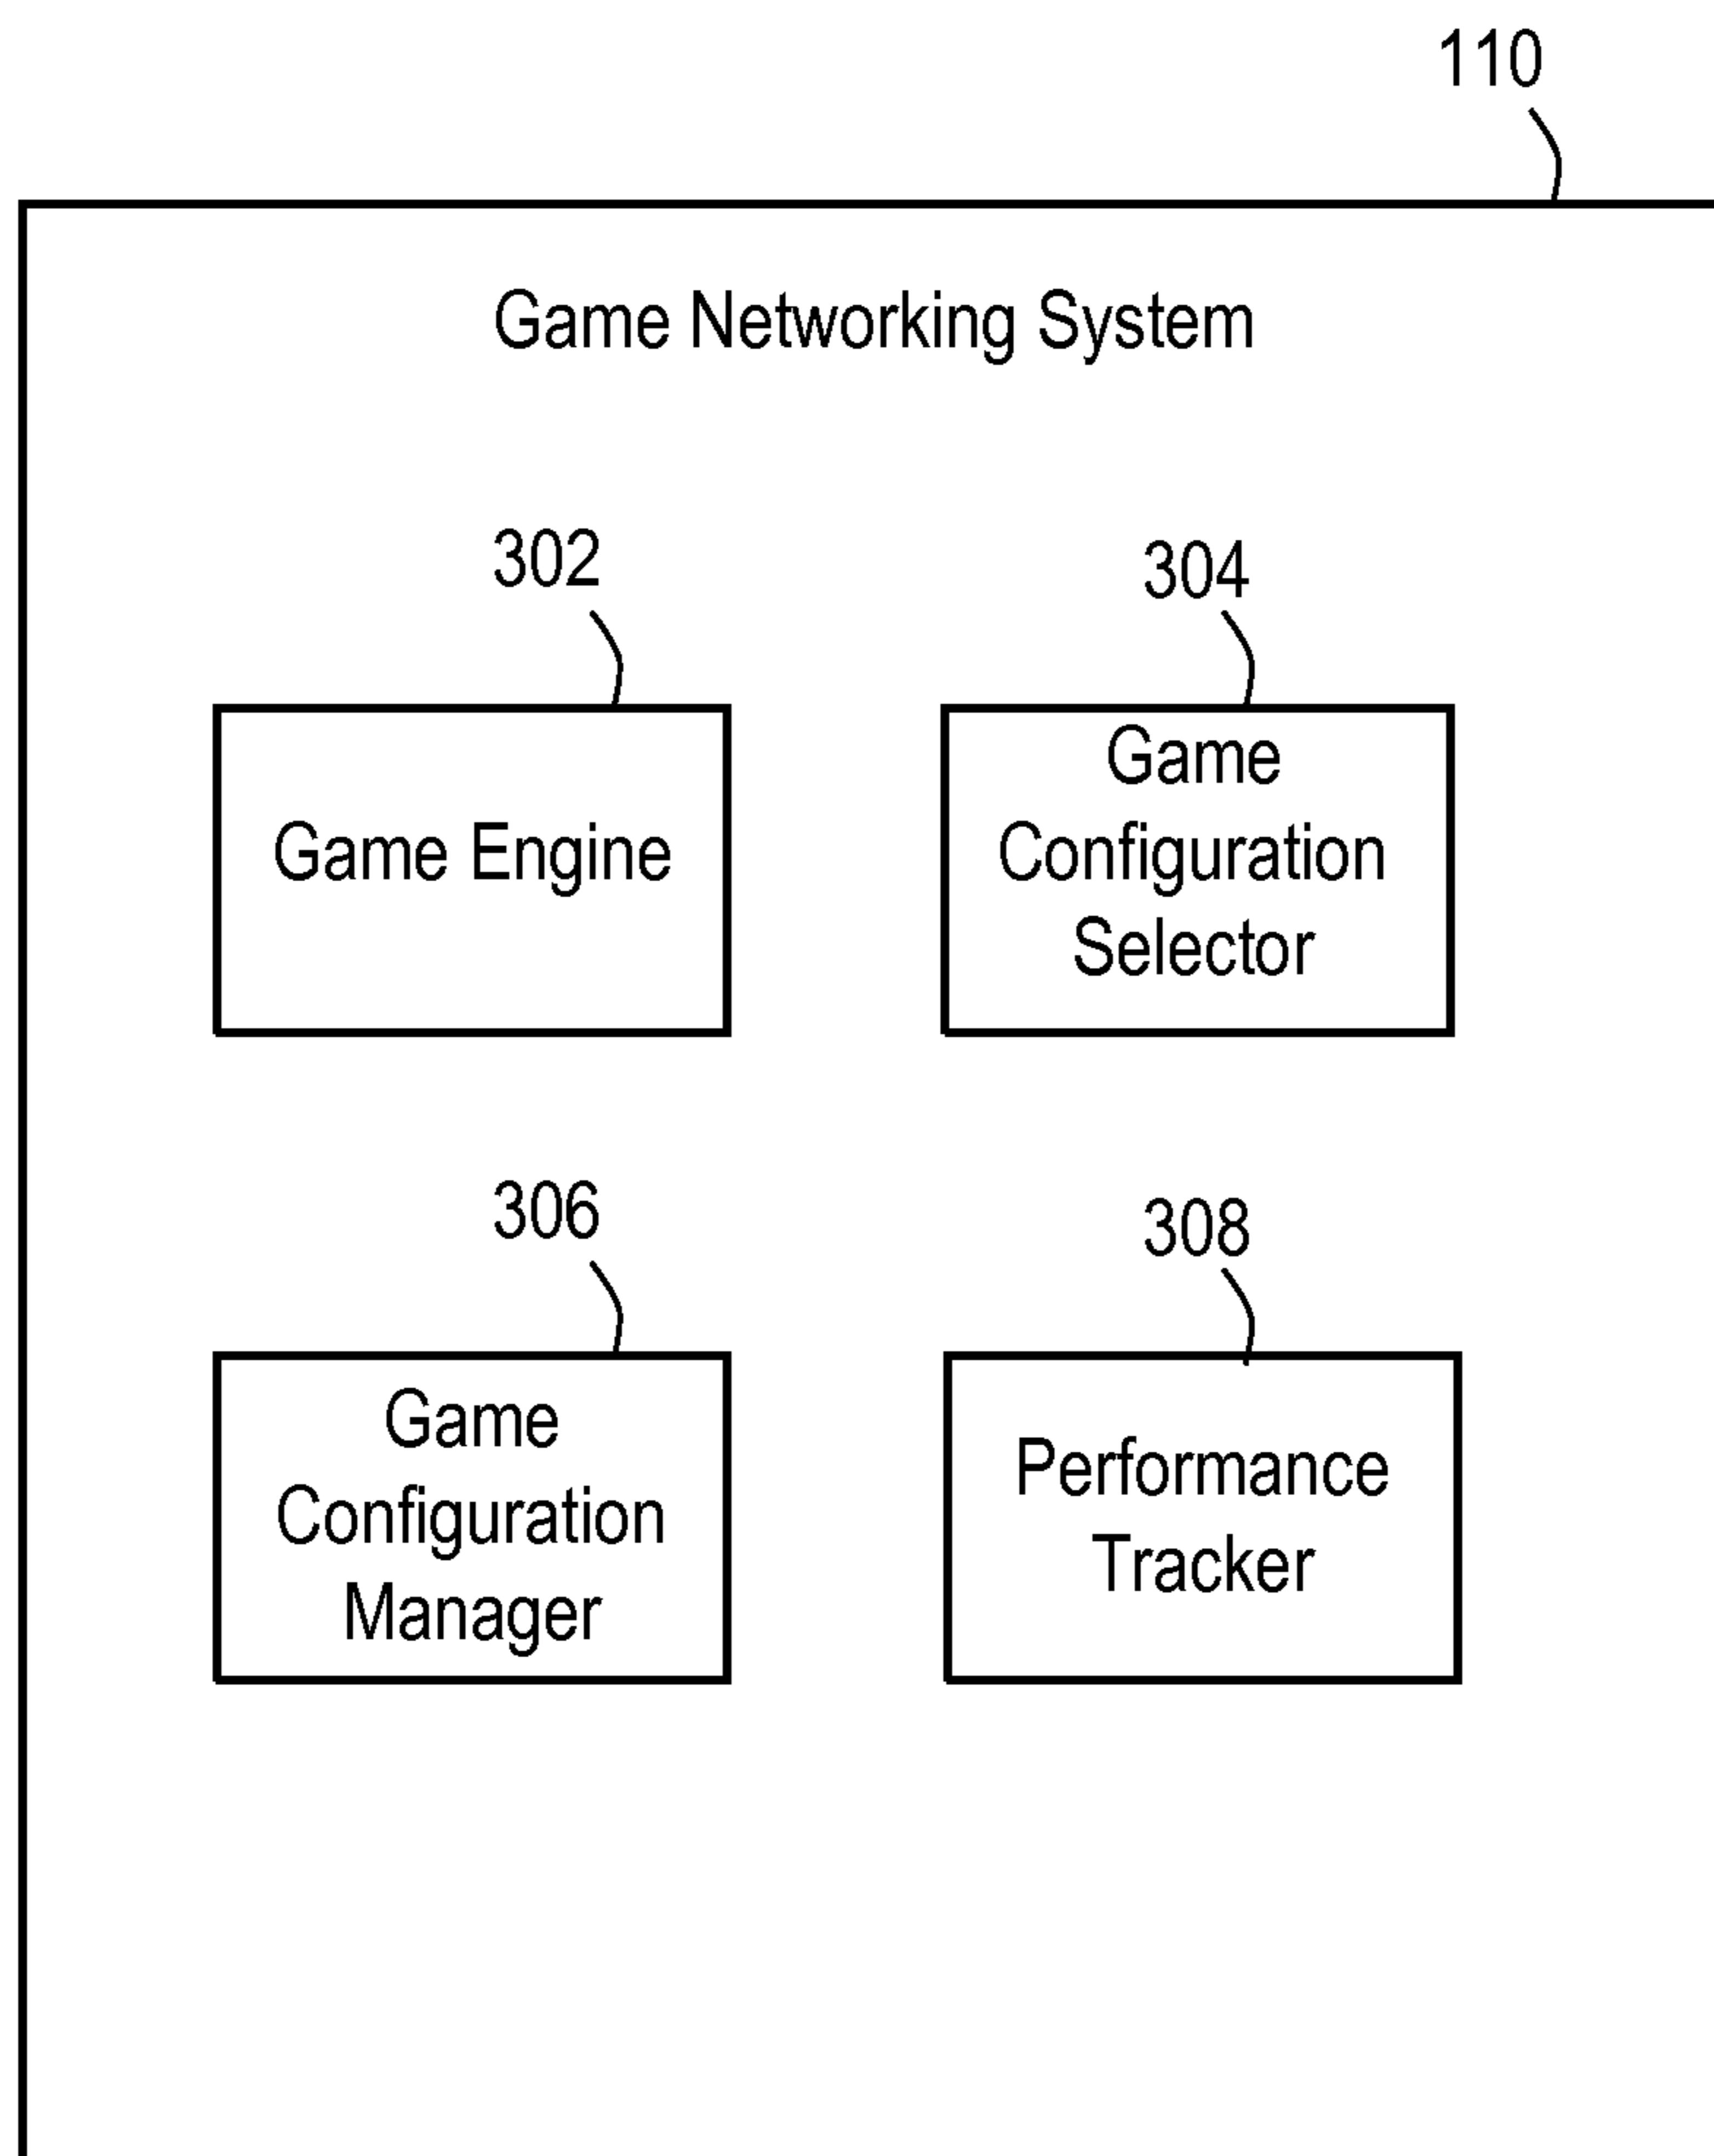 110
Game Networking System
302
304
Game Engine
Game
Configuration
Selector
306
308
Game
Configuration
Manager
Performance
Tracker